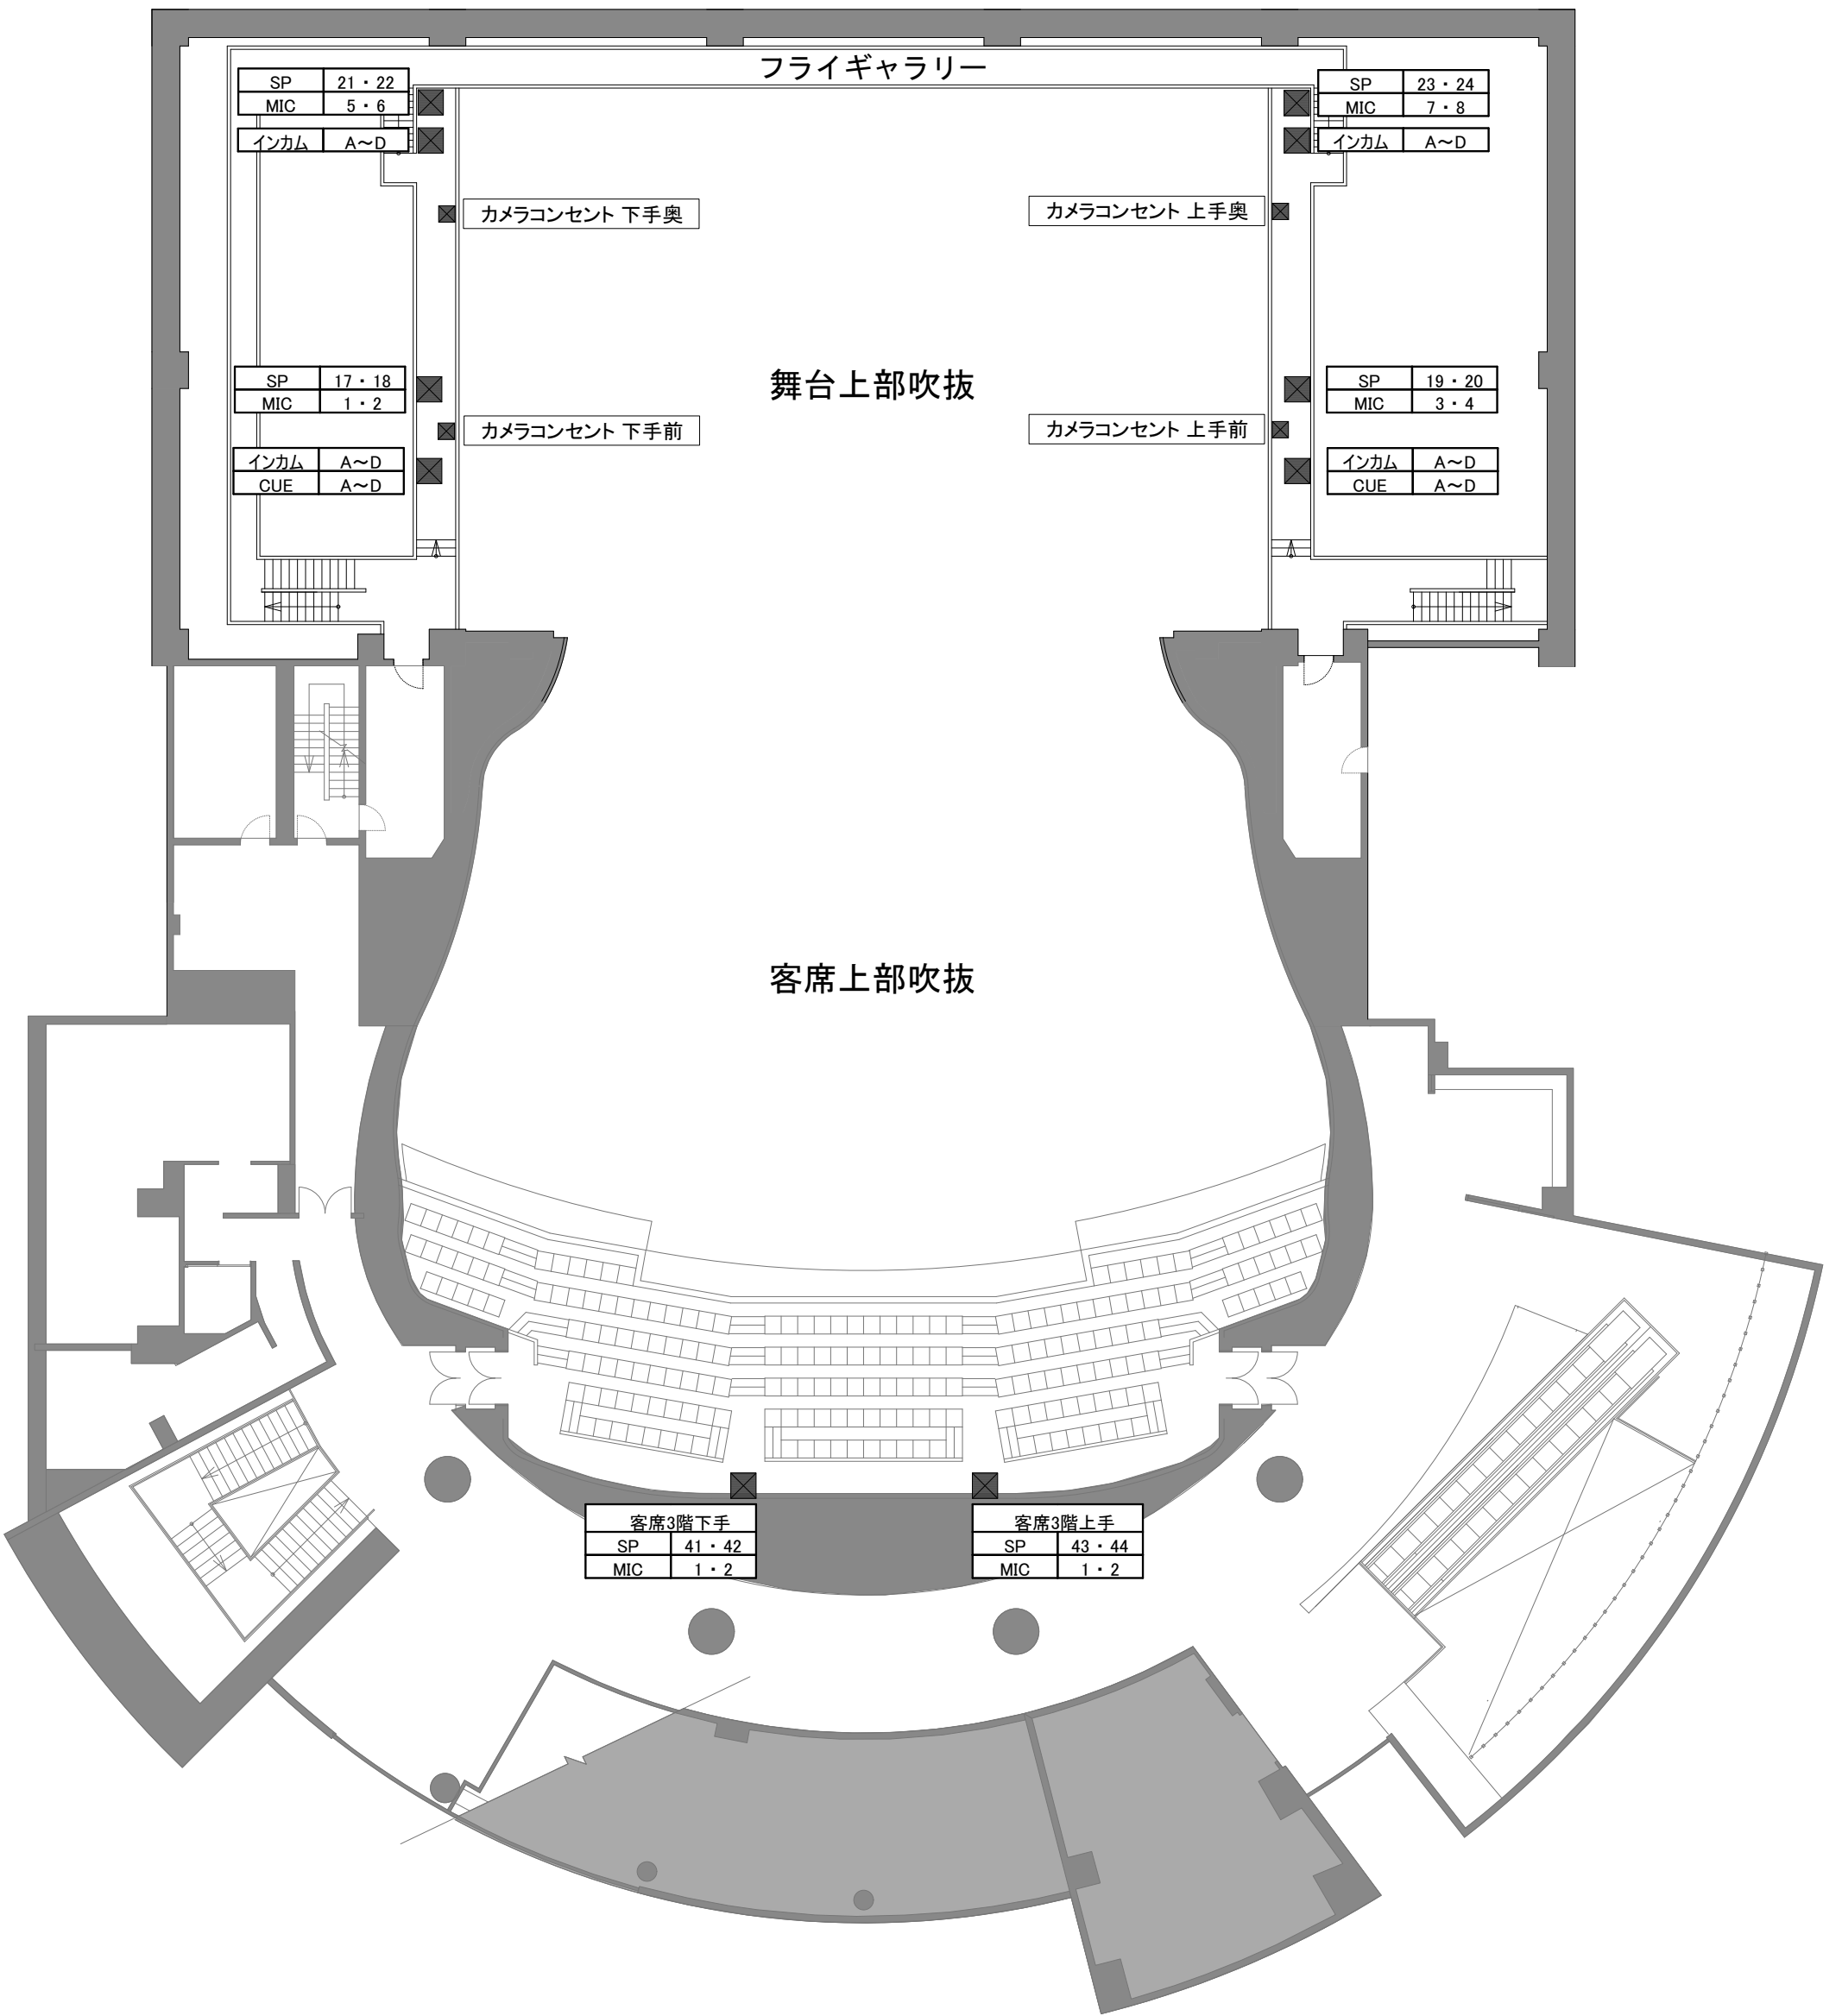 フライギャラリー
SP 21・22
MIC 5・6
インカム A～D
SP 23・24
MIC 7・8
インカム A～D
カメラコンセント 下手奥
カメラコンセント 上手奥
SP 17・18
MIC 1・2
舞台上部吹抜
SP 19・20
MIC 3・4
カメラコンセント 下手前
カメラコンセント 上手前
インカム A～D
CUE A～D
インカム A～D
CUE A～D
客席上部吹抜
客席3階下手
SP 41・42
MIC 1・2
客席3階上手
SP 43・44
MIC 1・2